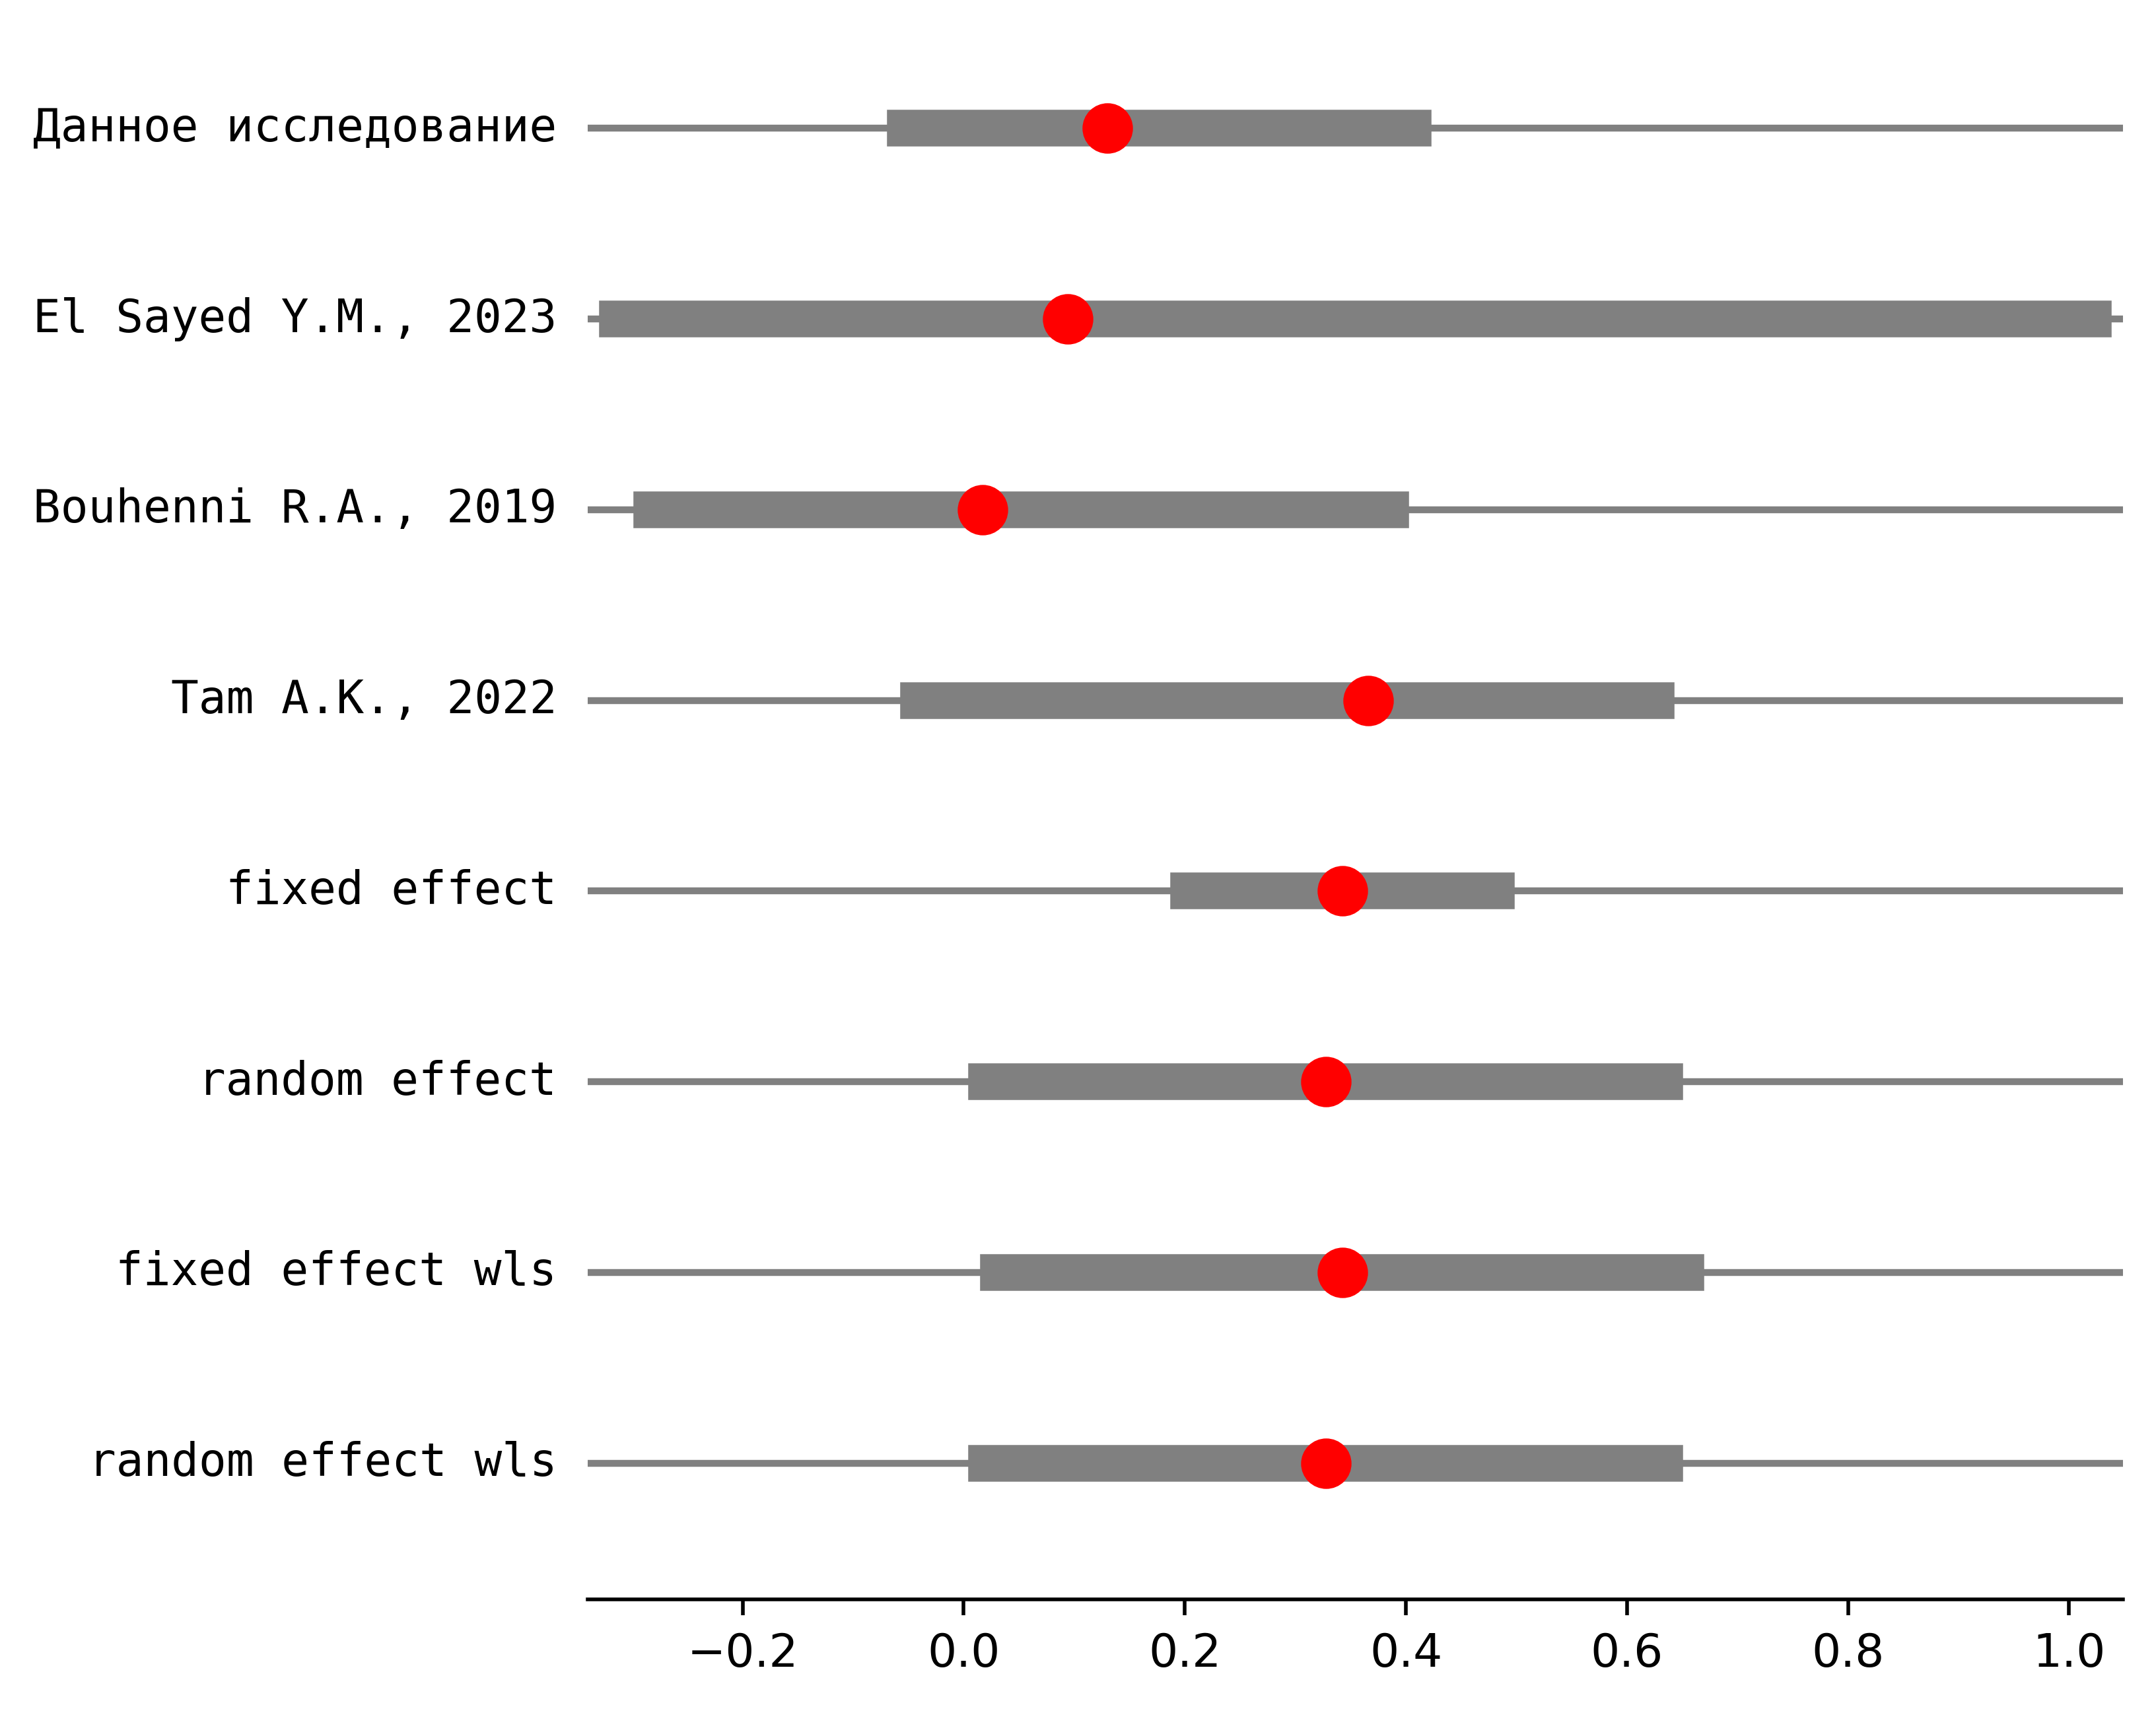 Данное исследование
El Sayed Y.M., 2023
Bouhenni R.A., 2019
Tam A.K., 2022
fixed effect
random effect
fixed effect wls
random effect wls
−0.2 0.0 0.2 0.4 0.6 0.8 1.0